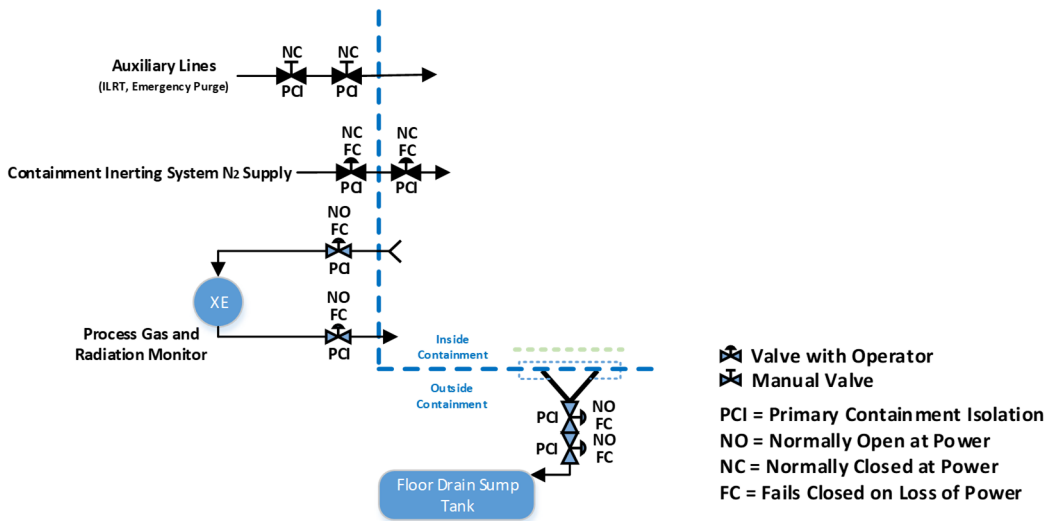 NC
NC
Auxiliary Lines
(ILRT, Emergency Purge)
PCI
PCI
NC
FC
NC
FC
Containment Inerting System N2 Supply
PCI
PCI
NO
FC
PCI
XE
NO
FC
PCI
Process Gas and
Radiation Monitor
Inside
Containment
Outside
Containment
PCI
NO
FC
PCI
NO
FC
Floor Drain Sump
Tank
Valve with Operator
Manual Valve
PCI = Primary Containment Isolation
NO = Normally Open at Power
NC = Normally Closed at Power
FC = Fails Closed on Loss of Power